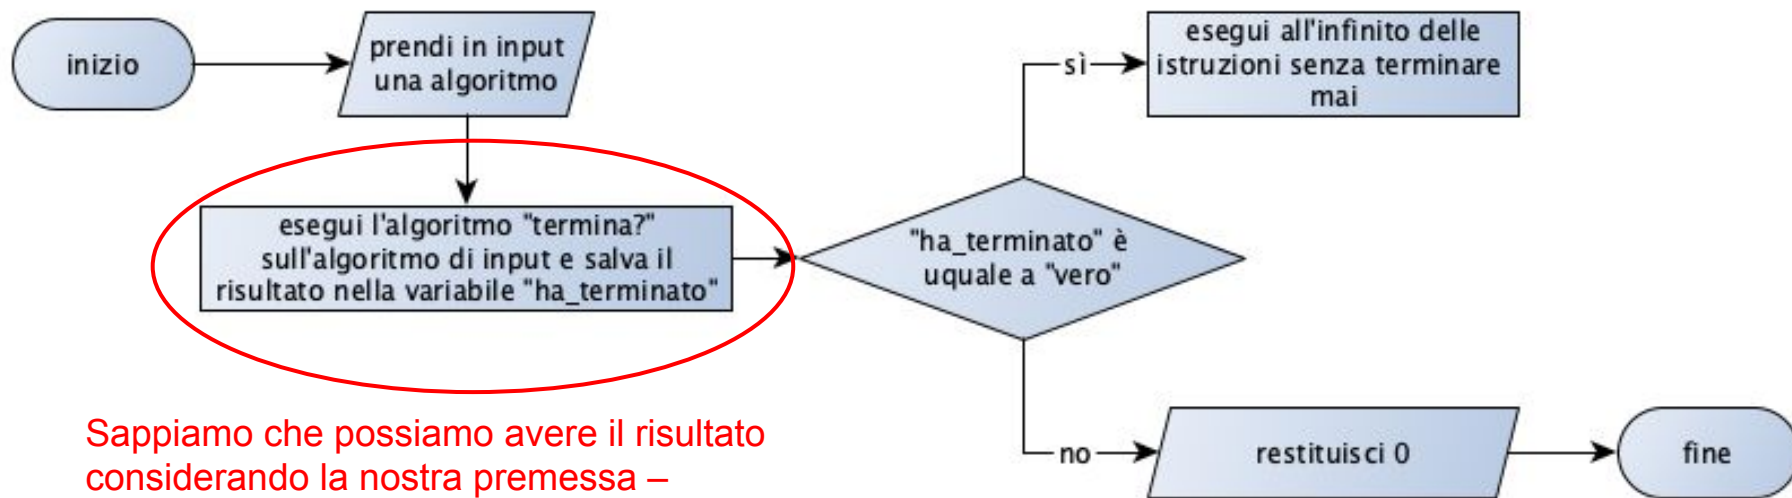 inizio
prendi in input
una algoritmo
esegui l'algoritmo "termina?"
sull'algoritmo di input e salva il
risultato nella variabile "ha_terminato"
"ha_terminato" è
uquale a "vero"
sì
esegui all'infinito delle
istruzioni senza terminare
mai
no
restituisci 0
fine
Sappiamo che possiamo avere il risultato
considerando la nostra premessa –